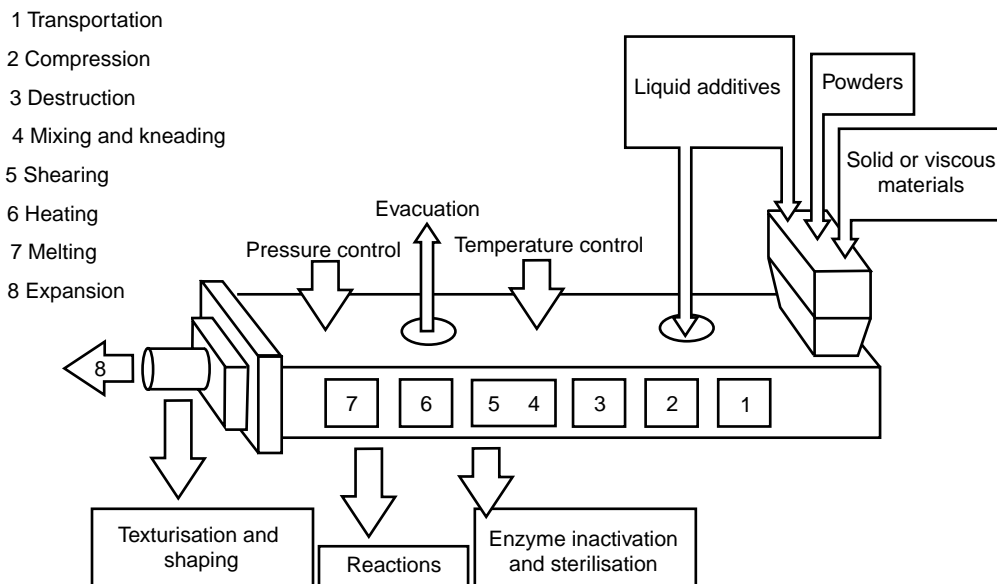 1 Transportation
2 Compression
3 Destruction
4 Mixing and kneading
5 Shearing
6 Heating
7 Melting
8 Expansion
Liquid additives
Powders
Solid or viscous
materials
Evacuation
Pressure control
Temperature control
8
7
6
5 4
3
2
1
Texturisation and
shaping
Reactions
Enzyme inactivation
and sterilisation